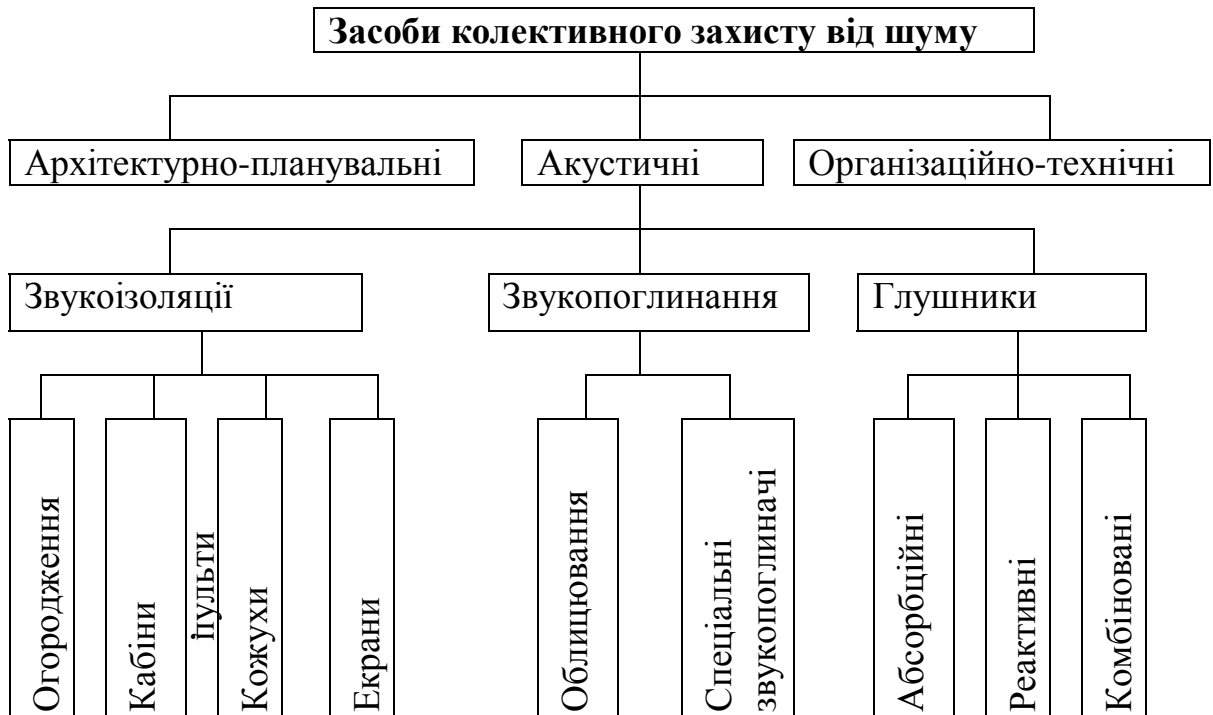 Засоби колективного захисту від шуму
Архітектурно-планувальні
Акустичні
Організаційно-технічні
Звукоізоляції
Звукопоглинання
Глушники
Огородження
Кабіни
і пульти
Кожухи
Екрани
Облицювання
Спеціальні
звукопоглиначі
Абсорбційні
Реактивні
Комбіновані